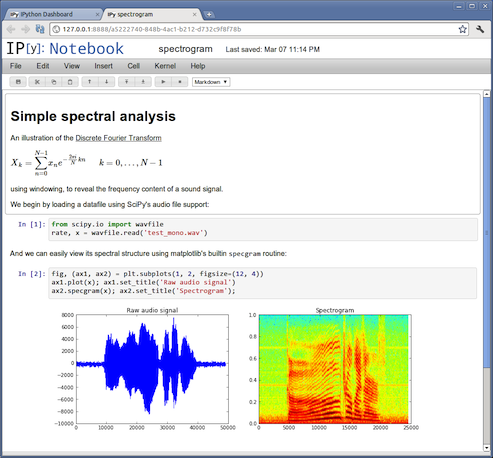 IP[y]: IPython Dashboard
IPy spectrogram
127.0.0.1:8888/a5222740-848b-4ac1-b212-d732c9f8f78b
IP[y]: Notebook
spectrogram
Last saved: Mar 07 11:14 PM
File Edit View Insert Cell Kernel Help
Markdown
Simple spectral analysis
An illustration of the Discrete Fourier Transform
X_k = \sum_{n=0}^{N-1} x_n e^{-\frac{2\pi i}{N}kn} k = 0, . . . , N − 1
using windowing, to reveal the frequency content of a sound signal.
We begin by loading a datafile using SciPy's audio file support:
In [1]: from scipy.io import wavfile
rate, x = wavfile.read('test_mono.wav')
And we can easily view its spectral structure using matplotlib's builtin specgram routine:
In [2]: fig, (ax1, ax2) = plt.subplots(1, 2, figsize=(12, 4))
ax1.plot(x); ax1.set_title('Raw audio signal')
ax2.specgram(x); ax2.set_title('Spectrogram');
Raw audio signal
8000
6000
4000
2000
0
−2000
−4000
−6000
−8000
−10000
0 10000 20000 30000 40000 50000
Spectrogram
1.0
0.8
0.6
0.4
0.2
0.0
0 5000 10000 15000 20000 25000